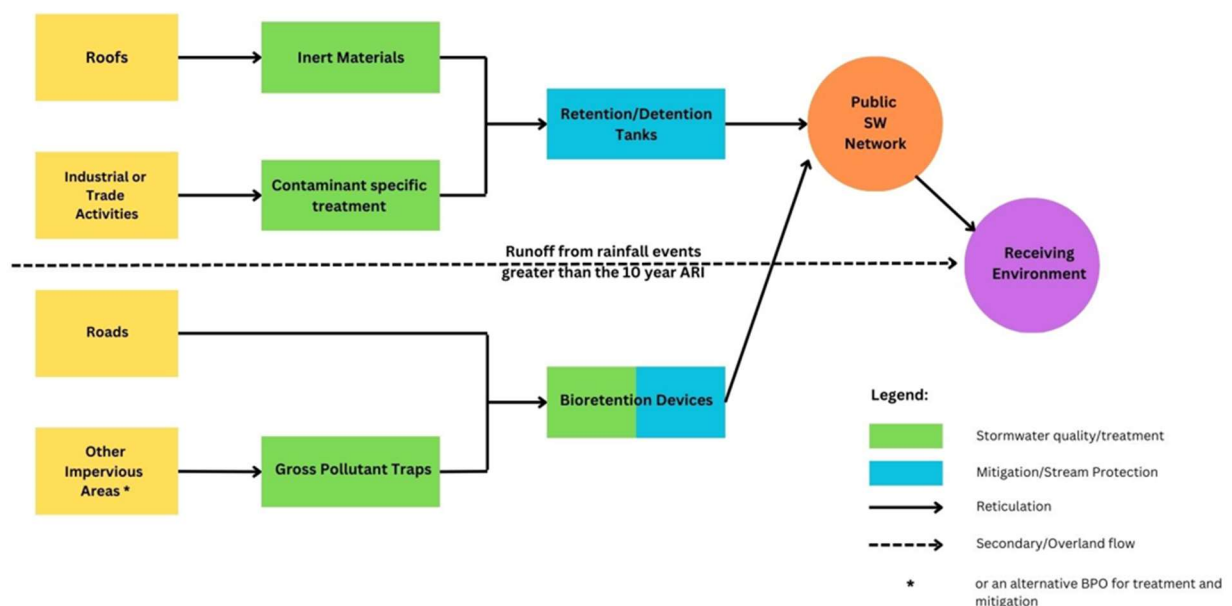 Roofs
Inert Materials
Retention/Detention
Tanks
Public
SW
Network
Industrial or
Trade
Activities
Contaminant specific
treatment
Runoff from rainfall events
greater than the 10 year ARI
Receiving
Environment
Roads
Bioretention Devices
Other
Impervious
Areas *
Gross Pollutant Traps
Legend:
Stormwater quality/treatment
Mitigation/Stream Protection
Reticulation
Secondary/Overland flow
* or an alternative BPO for treatment and
mitigation